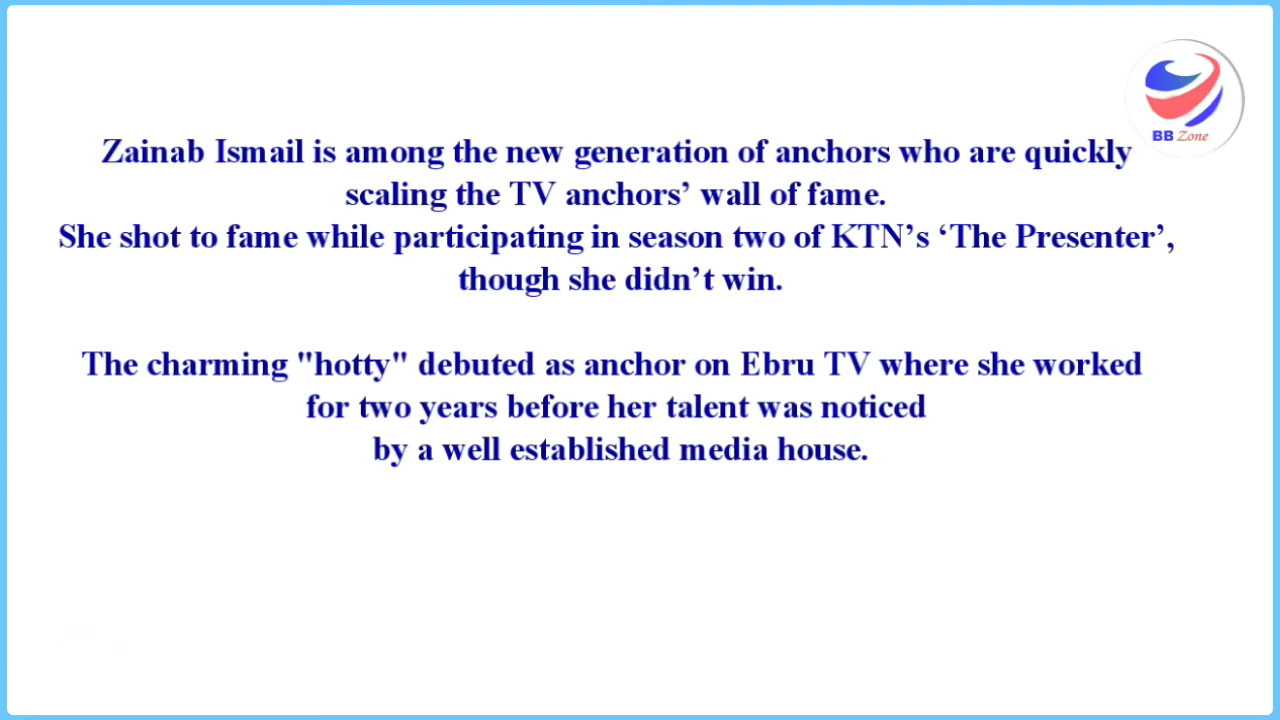 BB Zone
Zainab Ismail is among the new generation of anchors who are quickly
scaling the TV anchors’ wall of fame.
She shot to fame while participating in season two of KTN’s ‘The Presenter’,
though she didn’t win.
The charming "hotty" debuted as anchor on Ebru TV where she worked
for two years before her talent was noticed
by a well established media house.